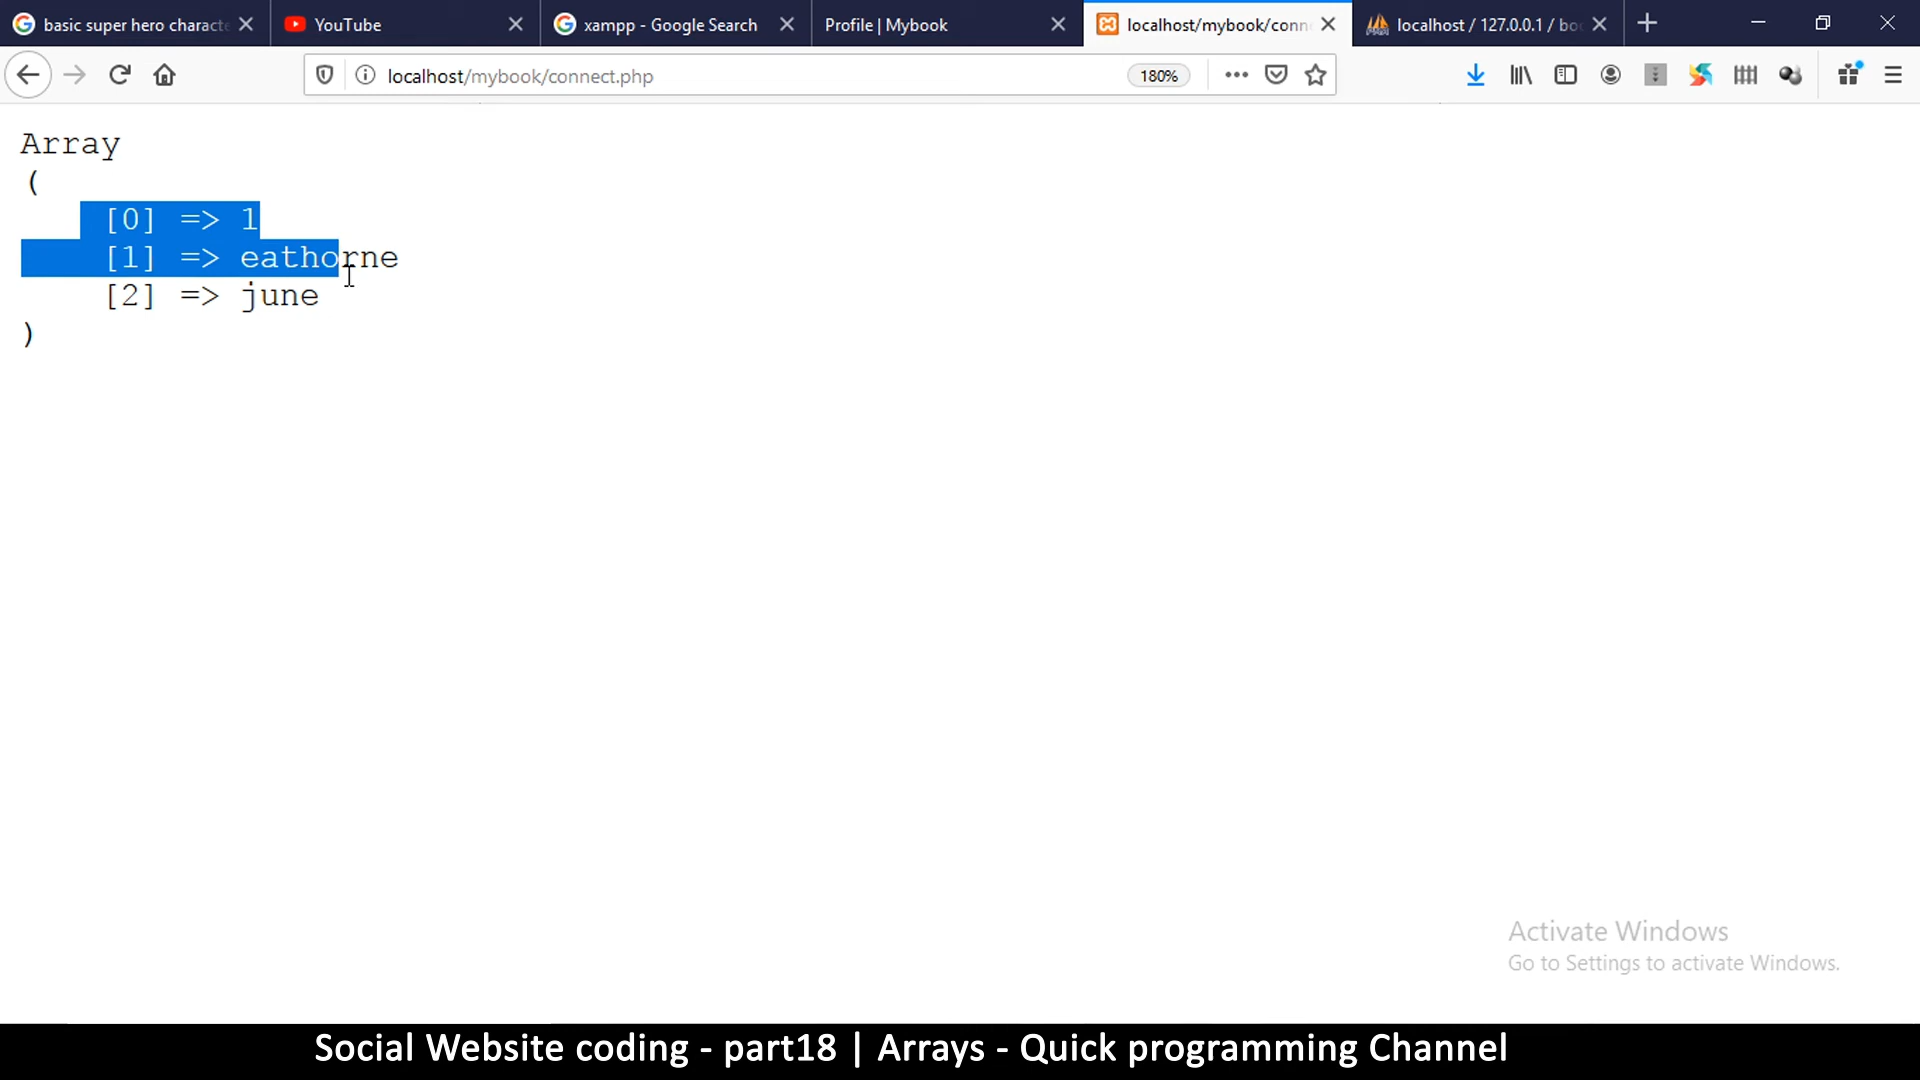 basic super hero characte
YouTube
xampp - Google Search
Profile | Mybook
localhost/mybook/conn
localhost / 127.0.0.1 / bo
localhost/mybook/connect.php
180%
Array
(
[0] => 1
[1] => eathorne
[2] => june
)
Activate Windows
Go to Settings to activate Windows.
Social Website coding - part18 | Arrays - Quick programming Channel